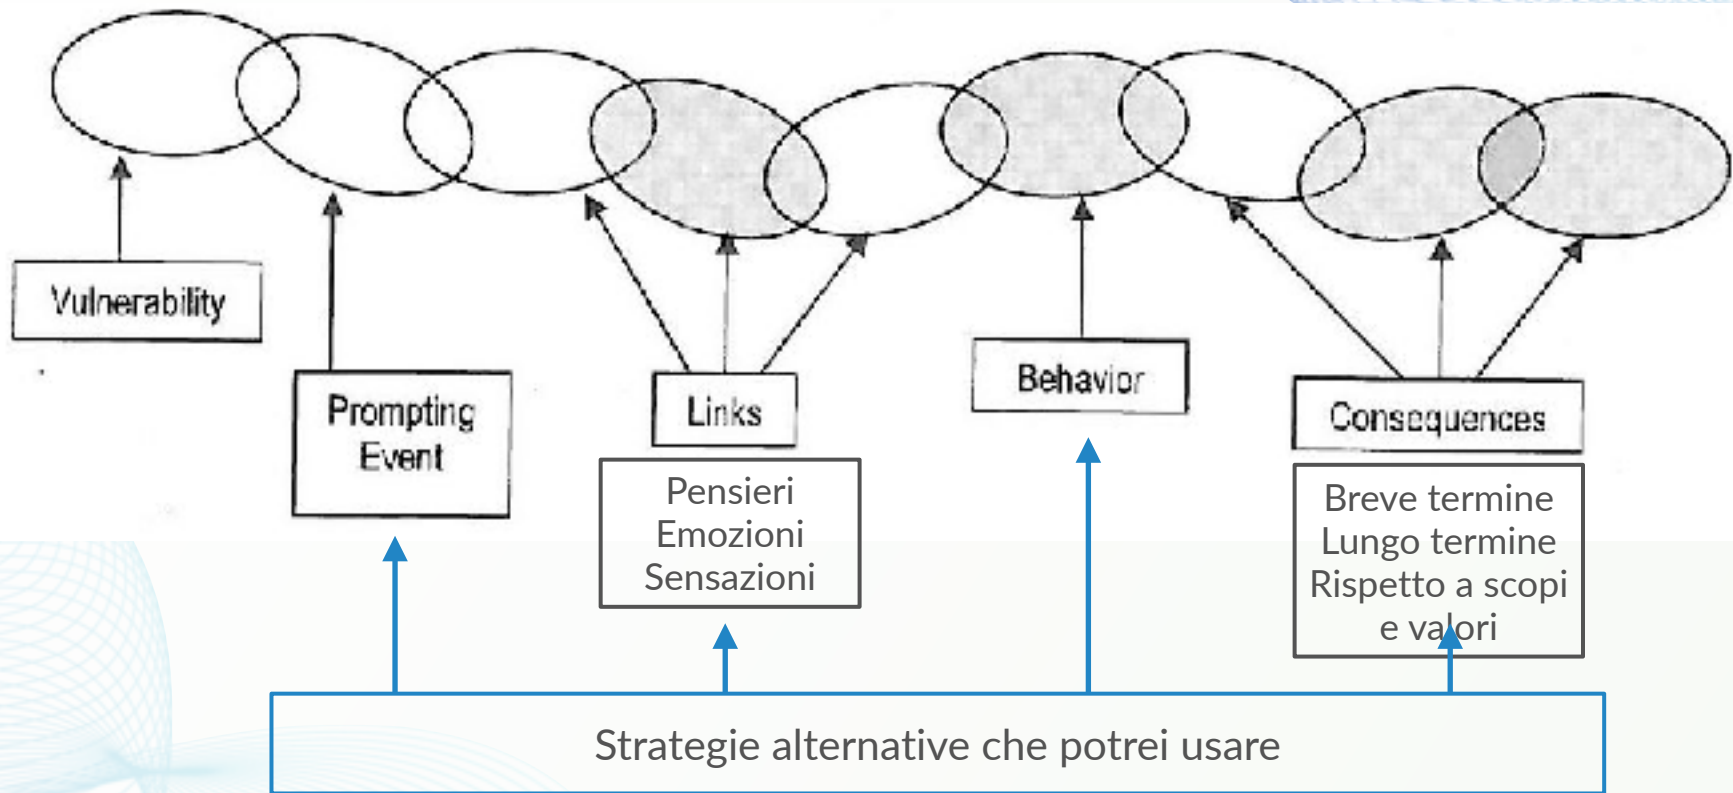 Vulnerability
Prompting
Event
Links
Behavior
Consequences
Pensieri
Emozioni
Sensazioni
Breve termine
Lungo termine
Rispetto a scopi
e valori
Strategie alternative che potrei usare